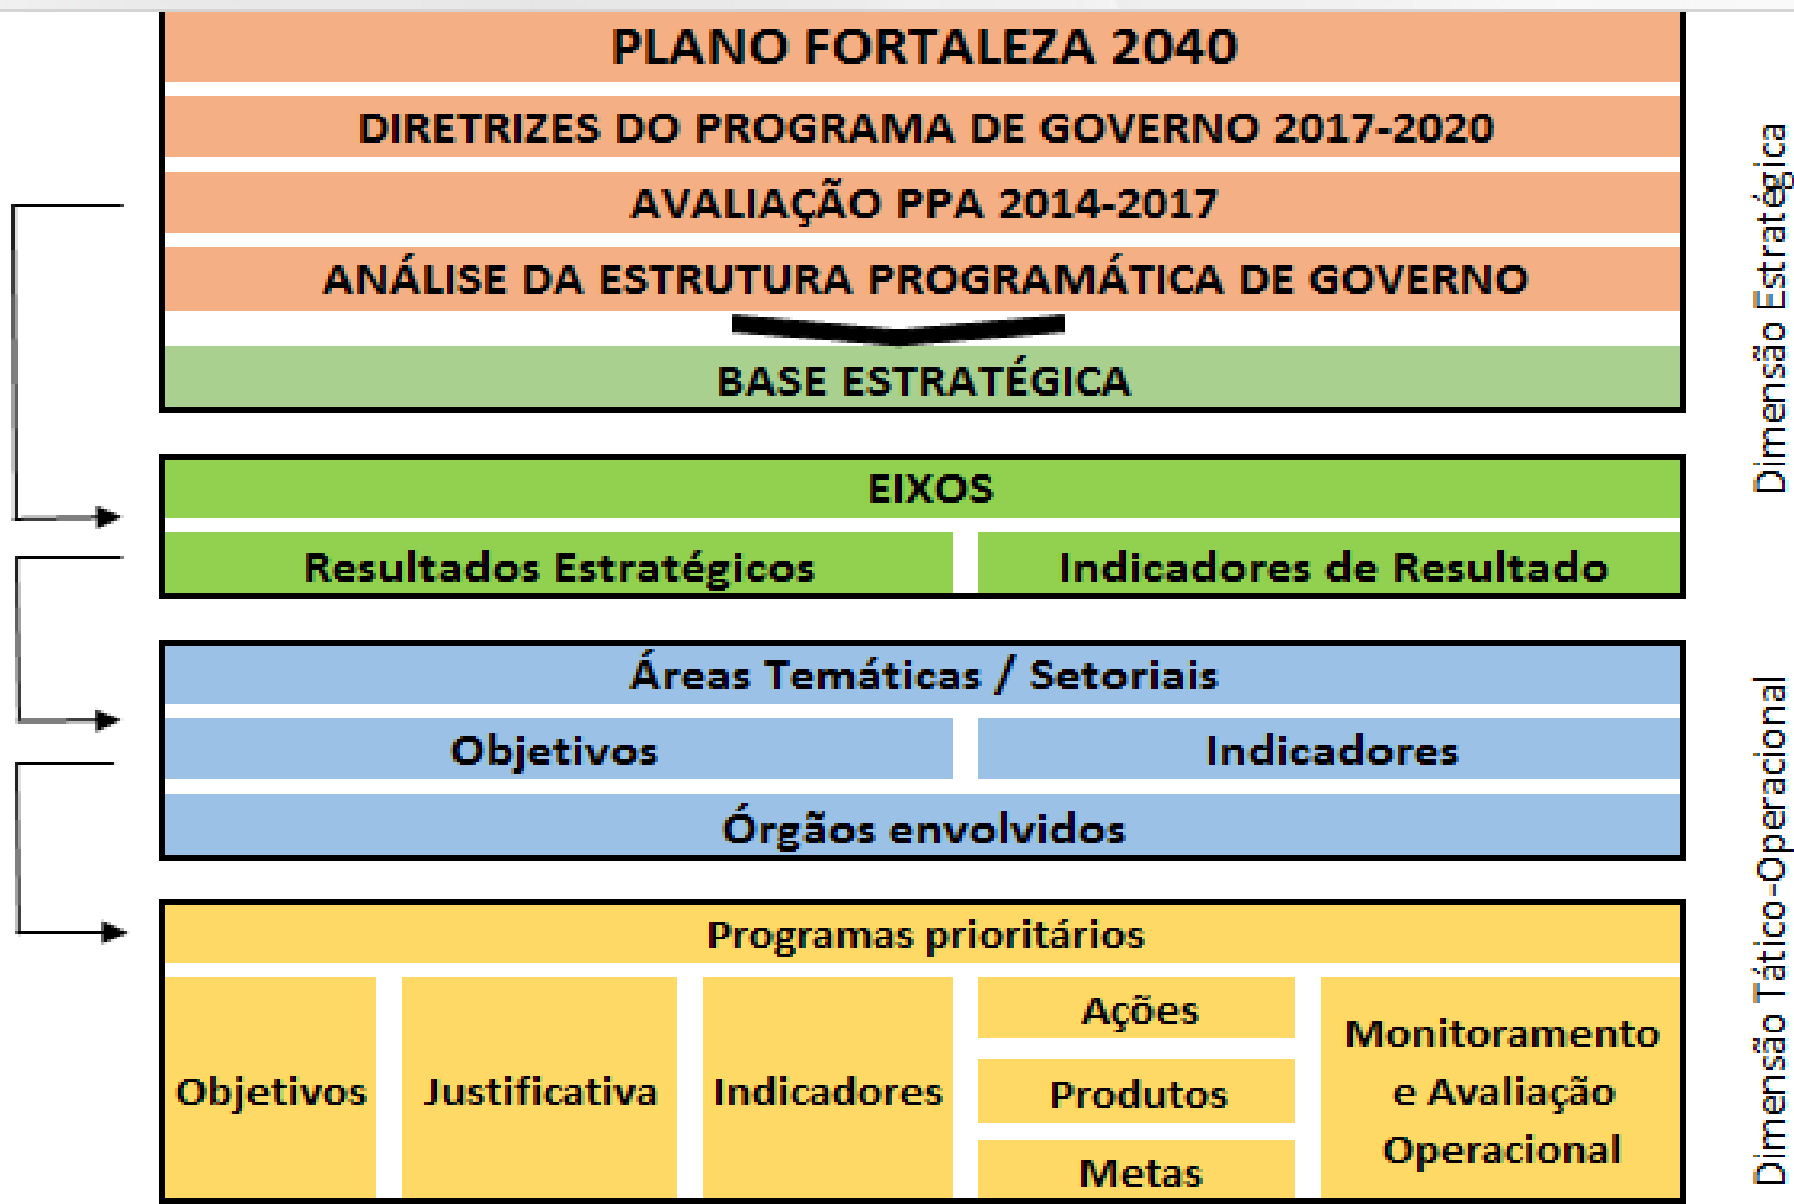 PLANO FORTALEZA 2040
DIRETRIZES DO PROGRAMA DE GOVERNO 2017-2020
AVALIAÇÃO PPA 2014-2017
ANÁLISE DA ESTRUTURA PROGRAMÁTICA DE GOVERNO
BASE ESTRATÉGICA
Dimensão Estratégica
EIXOS
Resultados Estratégicos
Indicadores de Resultado
Áreas Temáticas / Setoriais
Objetivos
Indicadores
Órgãos envolvidos
Programas prioritários
Objetivos
Justificativa
Indicadores
Ações
Produtos
Metas
Monitoramento
e Avaliação
Operacional
Dimensão Tático-Operacional